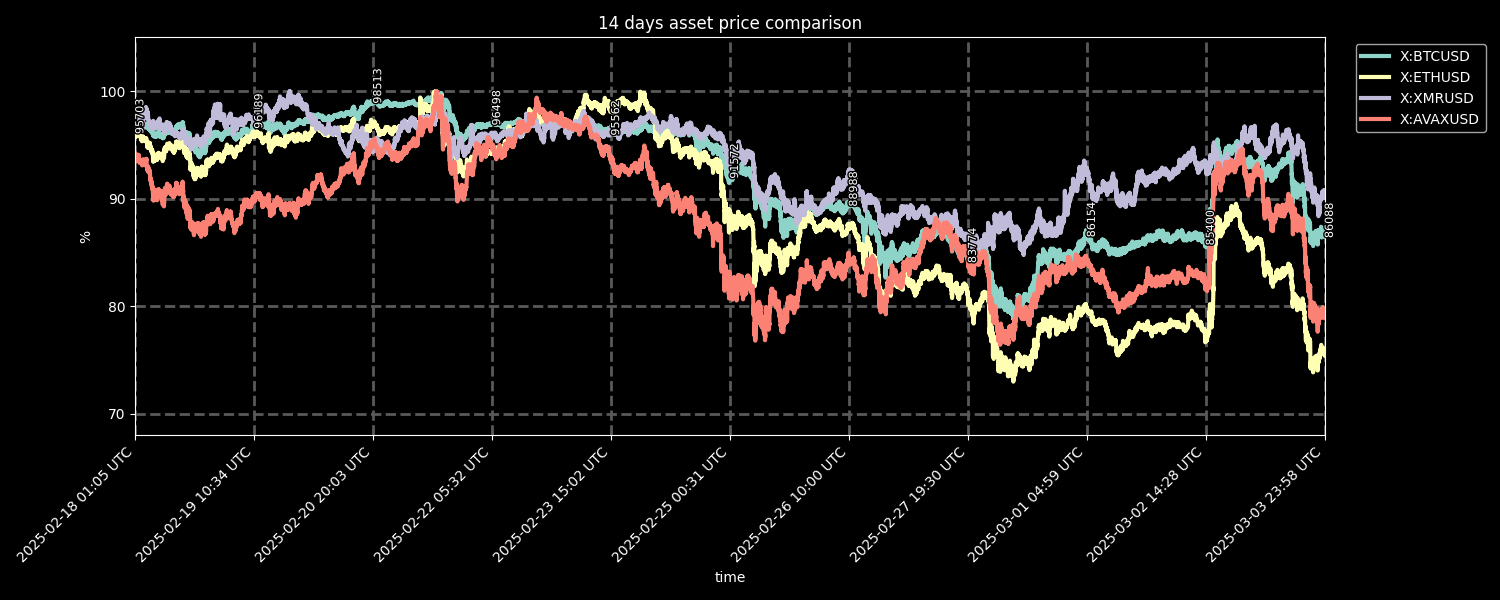 14 days asset price comparison
X:BTCUSD
X:ETHUSD
X:XMRUSD
X:AVAXUSD
%
100
90
80
70
95703
96189
98513
96498
95562
91572
88988
83774
86154
85400
86088
2025-02-18 01:05 UTC
2025-02-19 10:34 UTC
2025-02-20 20:03 UTC
2025-02-22 05:32 UTC
2025-02-23 15:02 UTC
2025-02-25 00:31 UTC
2025-02-26 10:00 UTC
2025-02-27 19:30 UTC
2025-03-01 04:59 UTC
2025-03-02 14:28 UTC
2025-03-03 23:58 UTC
time